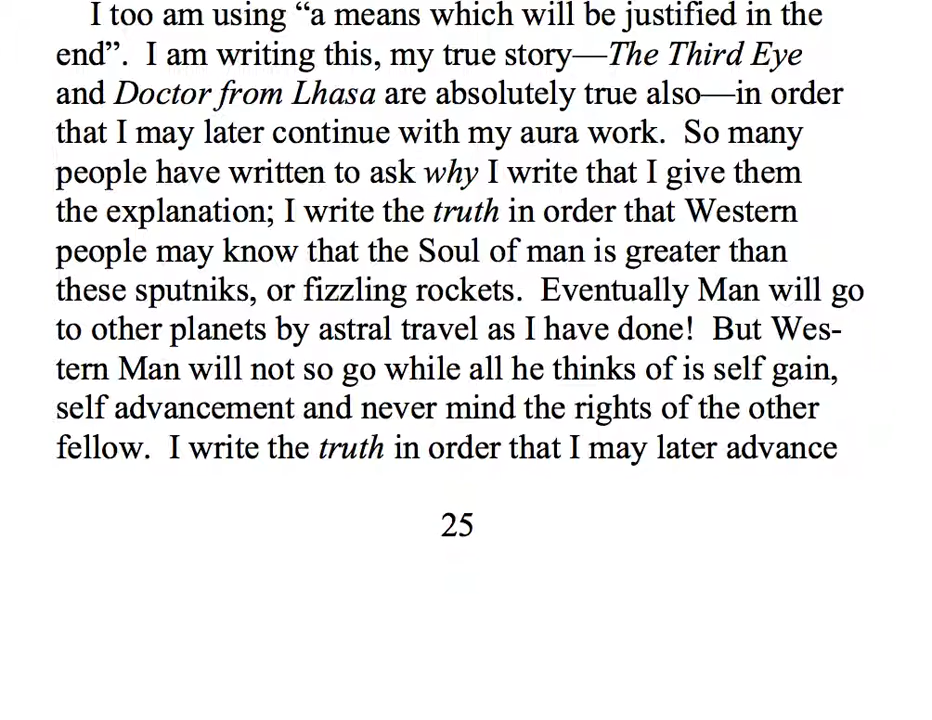 I too am using “a means which will be justified in the
end”.  I am writing this, my true story—The Third Eye
and Doctor from Lhasa are absolutely true also—in order
that I may later continue with my aura work.  So many
people have written to ask why I write that I give them
the explanation; I write the truth in order that Western
people may know that the Soul of man is greater than
these sputniks, or fizzling rockets.  Eventually Man will go
to other planets by astral travel as I have done!  But Wes-
tern Man will not so go while all he thinks of is self gain,
self advancement and never mind the rights of the other
fellow.  I write the truth in order that I may later advance
25